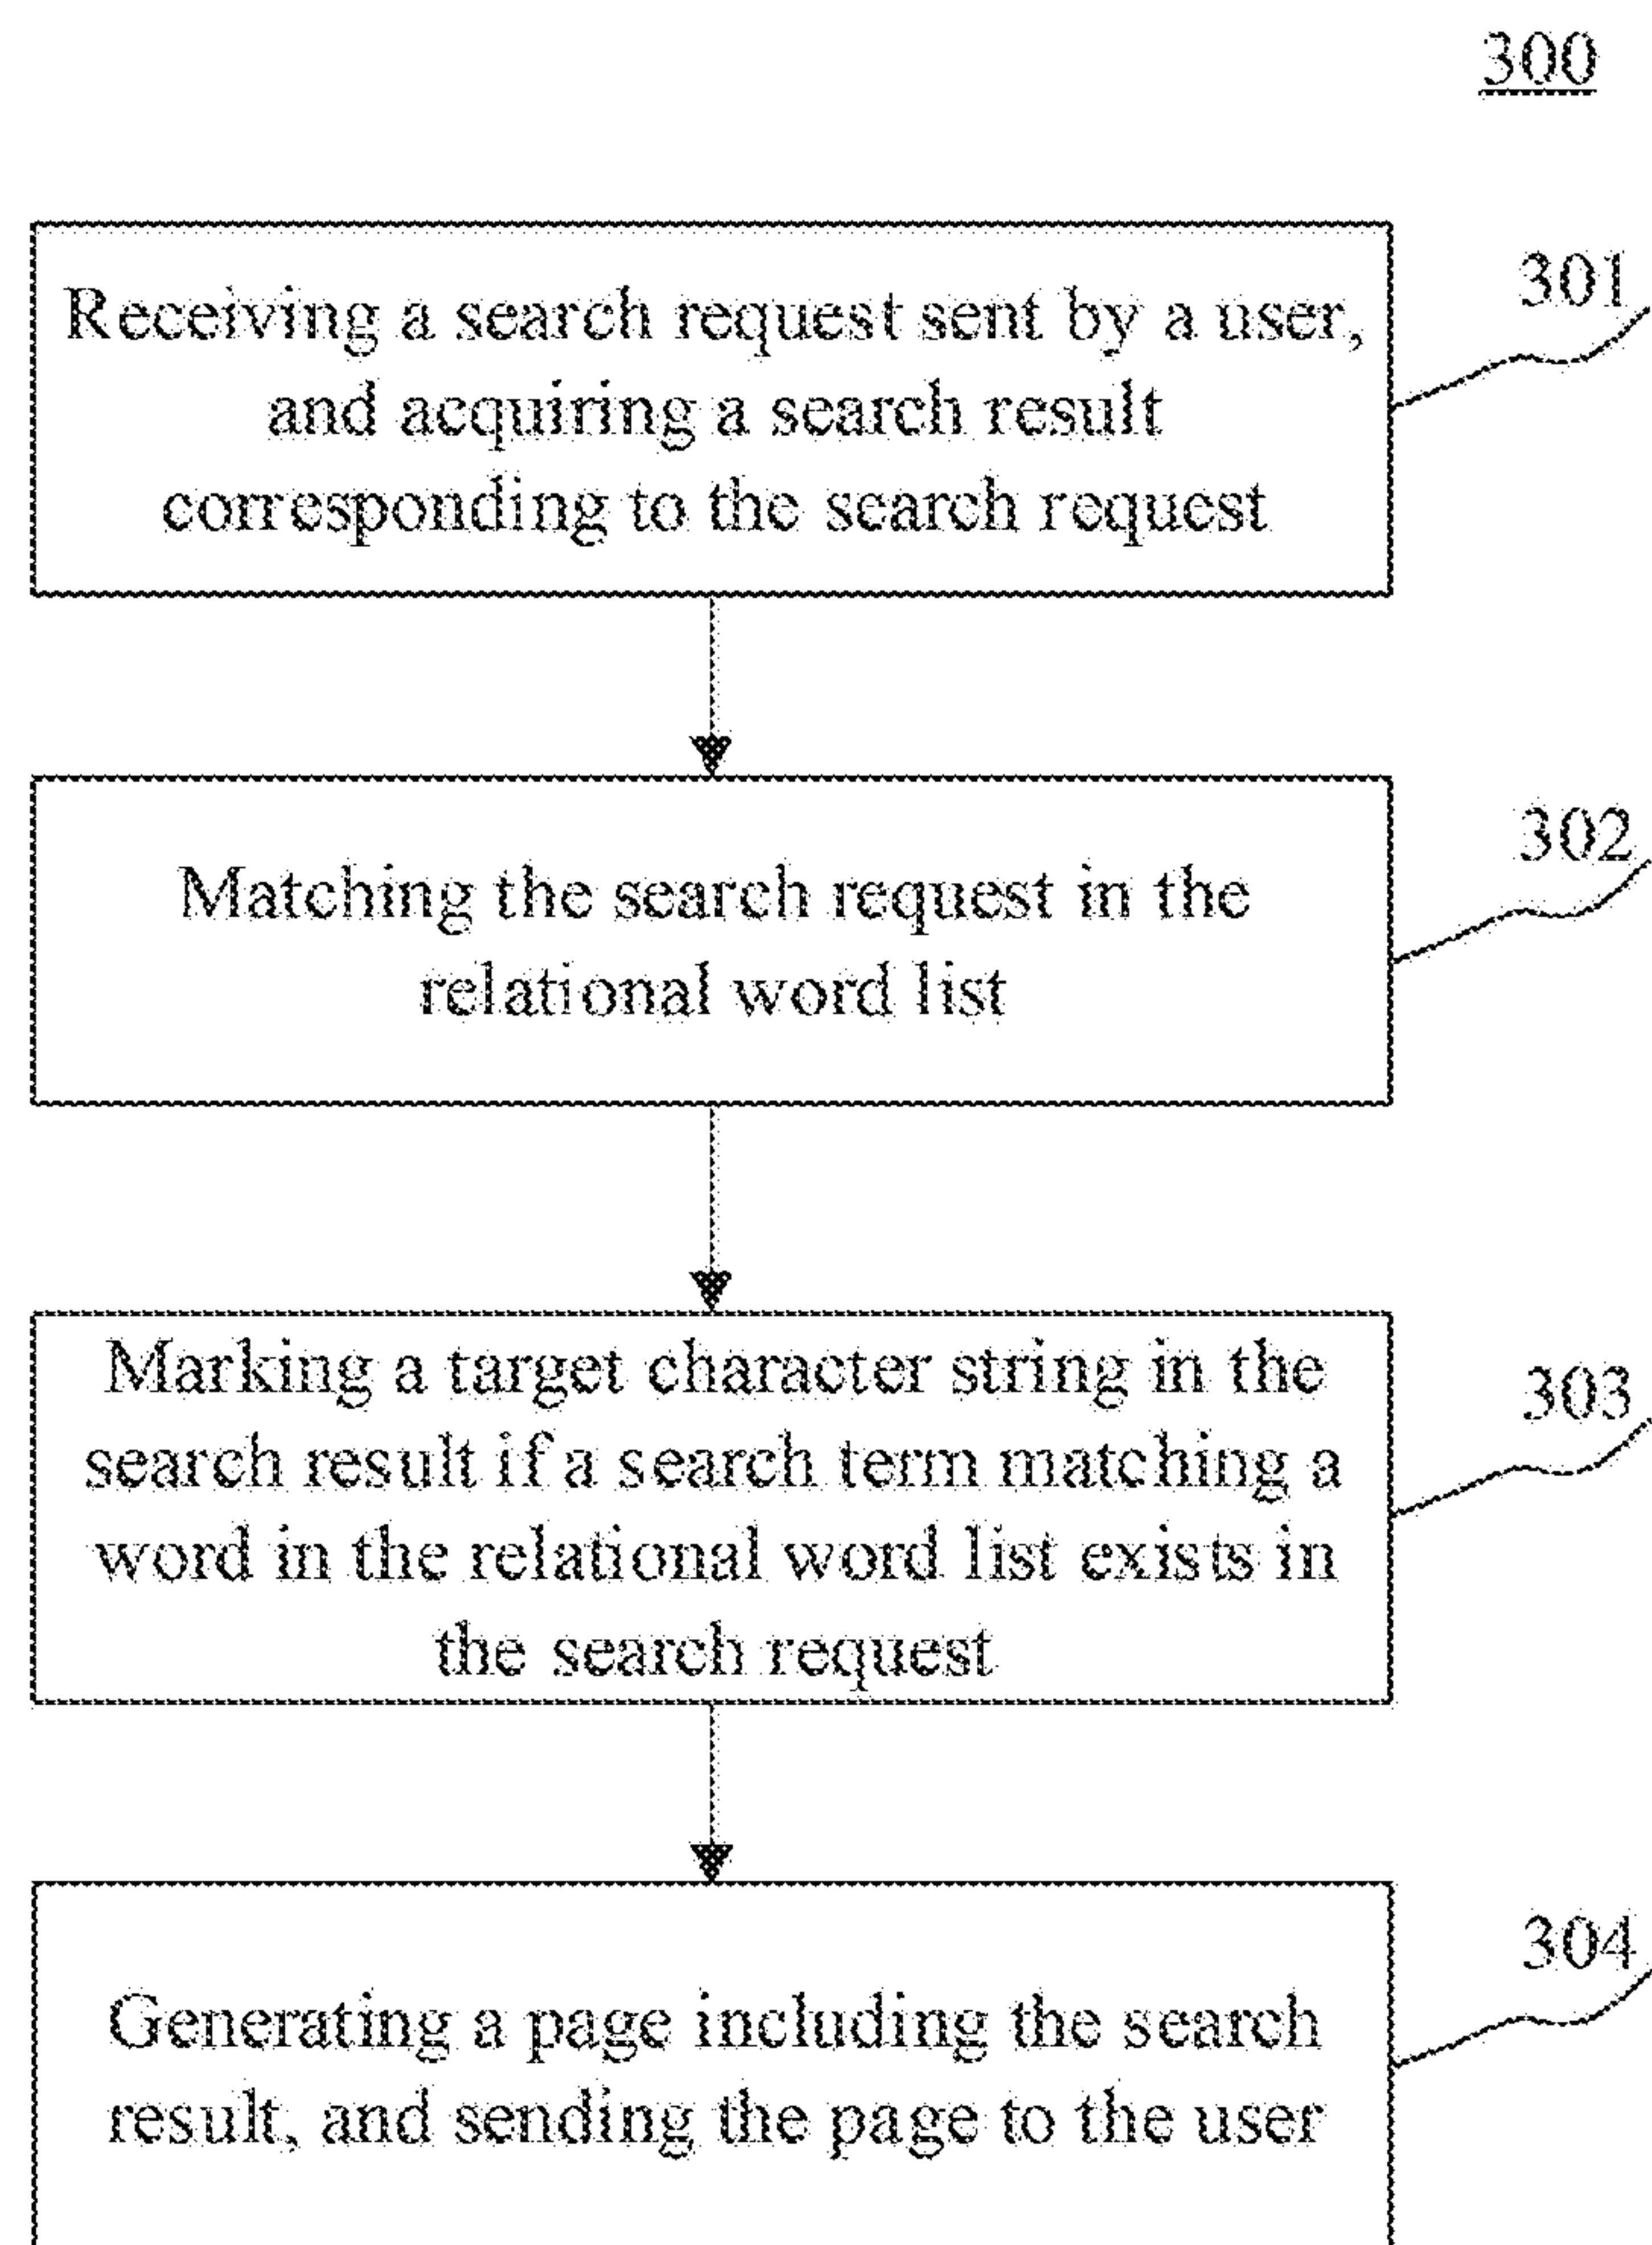 300
301
Receiving a search request sent by a user,
and acquiring a search result
corresponding to the search request
302
Matching the search request in the
relational word list
303
Marking a target character string in the
search result if a search term matching a
word in the relational word list exists in
the search request
304
Generating a page including the search
result, and sending the page to the user